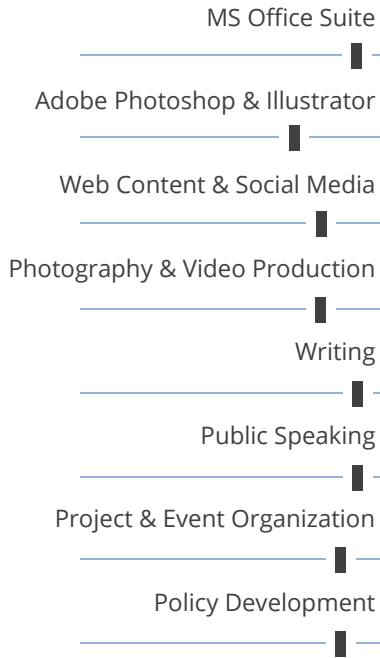 MS Office Suite
Adobe Photoshop & Illustrator
Web Content & Social Media
Photography & Video Production
Writing
Public Speaking
Project & Event Organization
Policy Development